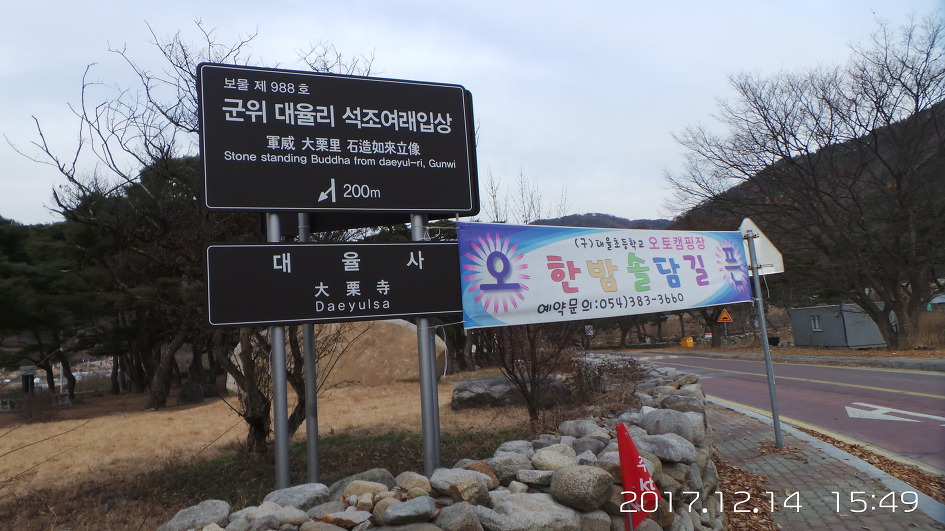 보물 제 988 호
군위 대율리 석조여래입상
軍威 大栗里 石造如來立像
Stone standing Buddha from daeyul-ri, Gunwi
200m
대 율 사
大 栗 寺
Daeyulsa
(구)대율초등학교 오토캠핑장
오 한밤솔담길 프
예약문의:054)383-3660
2017.12.14 15:49